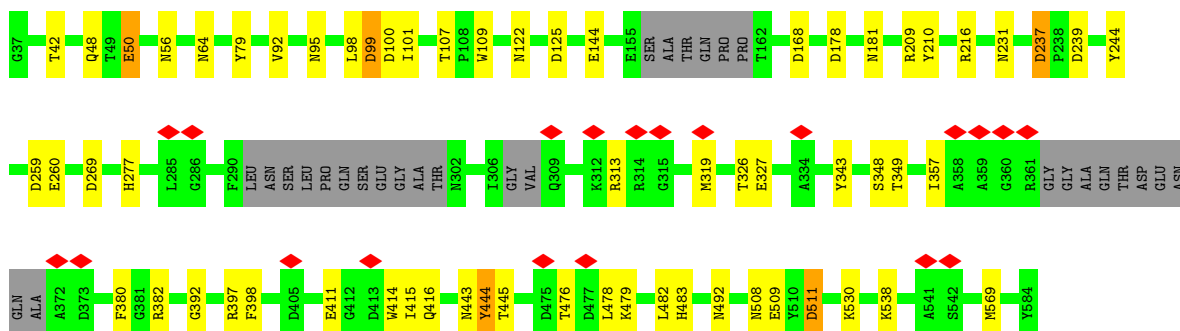 G37 T42 Q48 T49 E50 N56 N64 Y79 V92 N95 L98 D99 D100 I101 T107 P108 W109 N122 D125 E144 E155 SER ALA THR GLN PRO PRO T162 D168 D178 N181 R209 Y210 R216 N231 D237 P238 D239 Y244
D259 E260 D269 H277 L285 G286 F290 LEU ASN SER LEU PRO GLN SER GLU GLY ALA THR N302 I306 GLY VAL Q309 K312 R313 R314 G315 M319 T326 E327 A334 Y343 S348 T349 I357 A358 A359 G360 R361 GLY GLY ALA GLN THR ASP GLU ASN
GLN ALA A372 D373 F380 G381 R382 G392 R397 F398 D405 E411 G412 D413 W414 I415 Q416 N443 Y444 T445 D475 T476 D477 L478 K479 L482 H483 N492 N508 E509 Y510 D511 K530 K538 A541 S542 M569 Y584